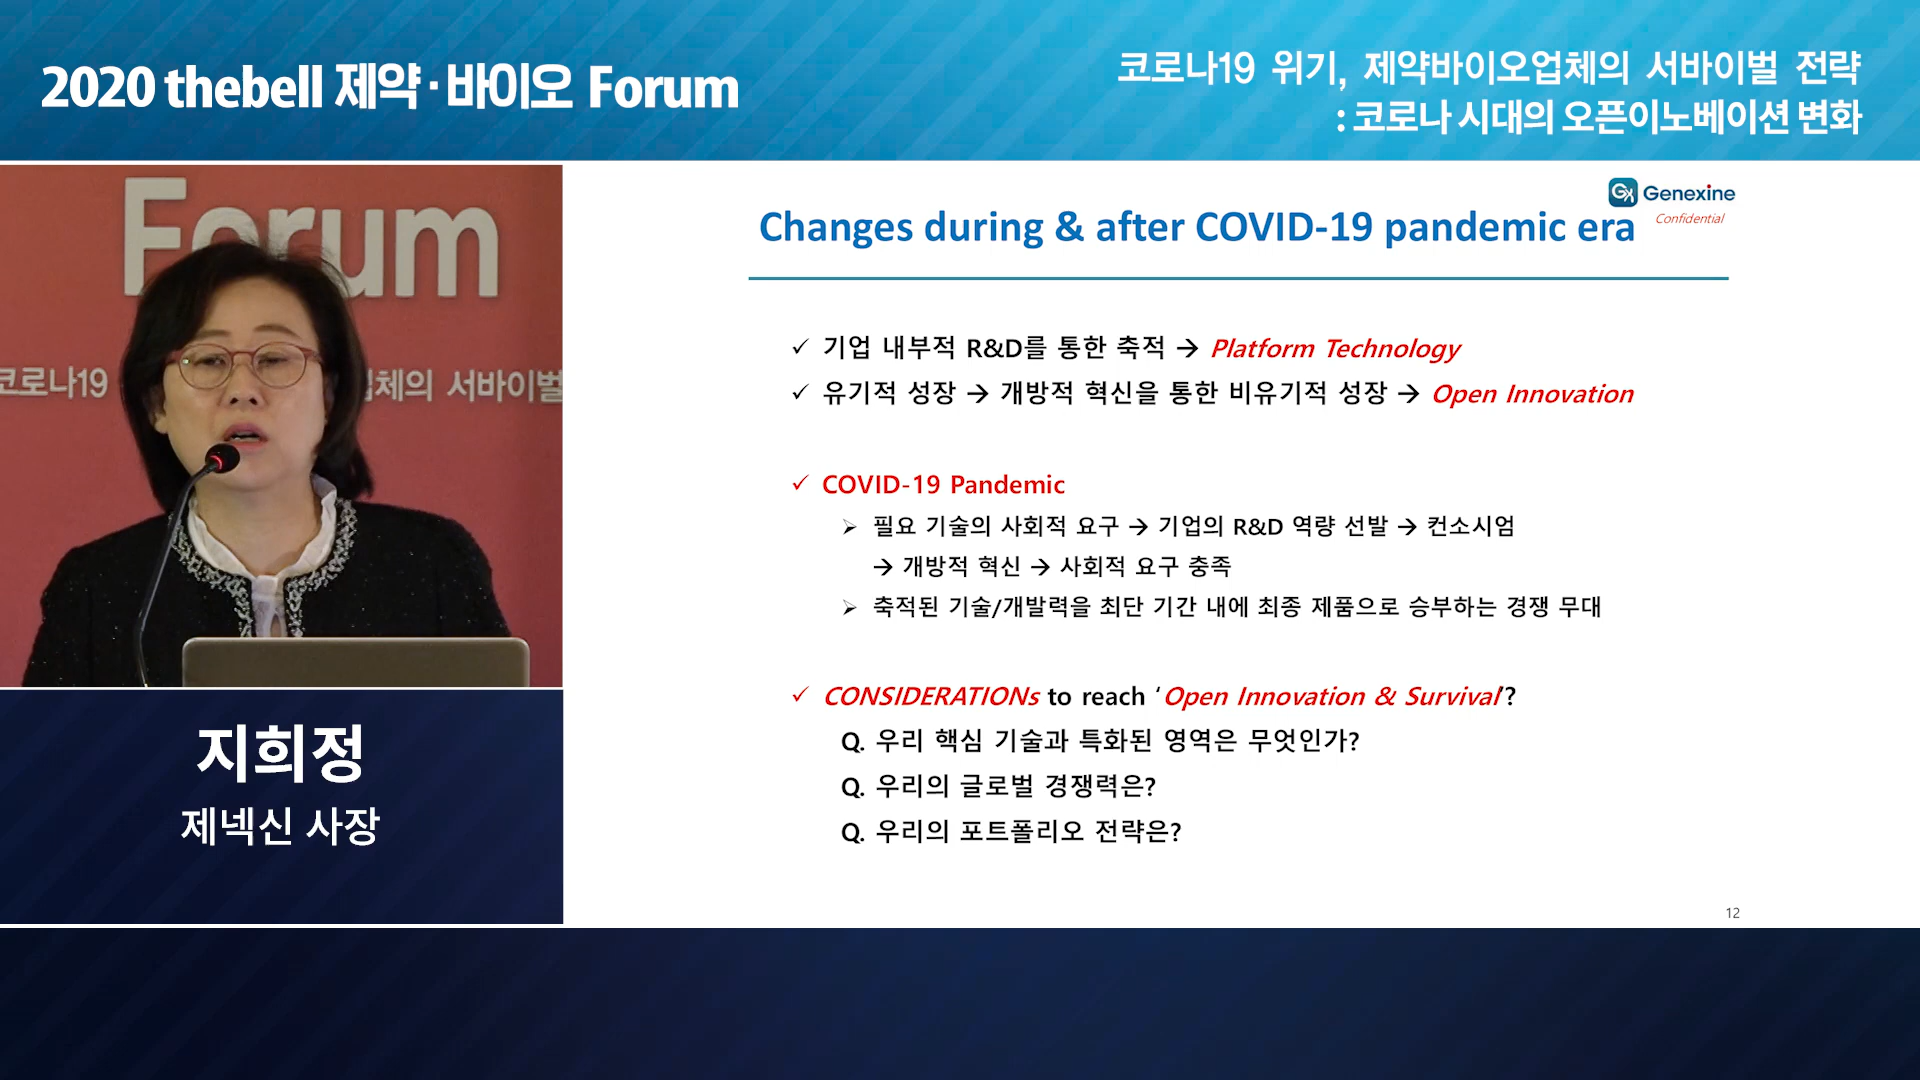 2020 thebell 제약·바이오 Forum
코로나19 위기, 제약바이오업체의 서바이벌 전략
: 코로나 시대의 오픈이노베이션 변화
Forum
코로나19
업체의 서바이벌
지희정
제넥신 사장
Genexine
Confidential
Changes during & after COVID-19 pandemic era
✓ 기업 내부적 R&D를 통한 축적 → Platform Technology
✓ 유기적 성장 → 개방적 혁신을 통한 비유기적 성장 → Open Innovation
✓ COVID-19 Pandemic
➢ 필요 기술의 사회적 요구 → 기업의 R&D 역량 선발 → 컨소시엄
→ 개방적 혁신 → 사회적 요구 충족
➢ 축적된 기술/개발력을 최단 기간 내에 최종 제품으로 승부하는 경쟁 무대
✓ CONSIDERATIONs to reach ‘Open Innovation & Survival’?
Q. 우리 핵심 기술과 특화된 영역은 무엇인가?
Q. 우리의 글로벌 경쟁력은?
Q. 우리의 포트폴리오 전략은?
12